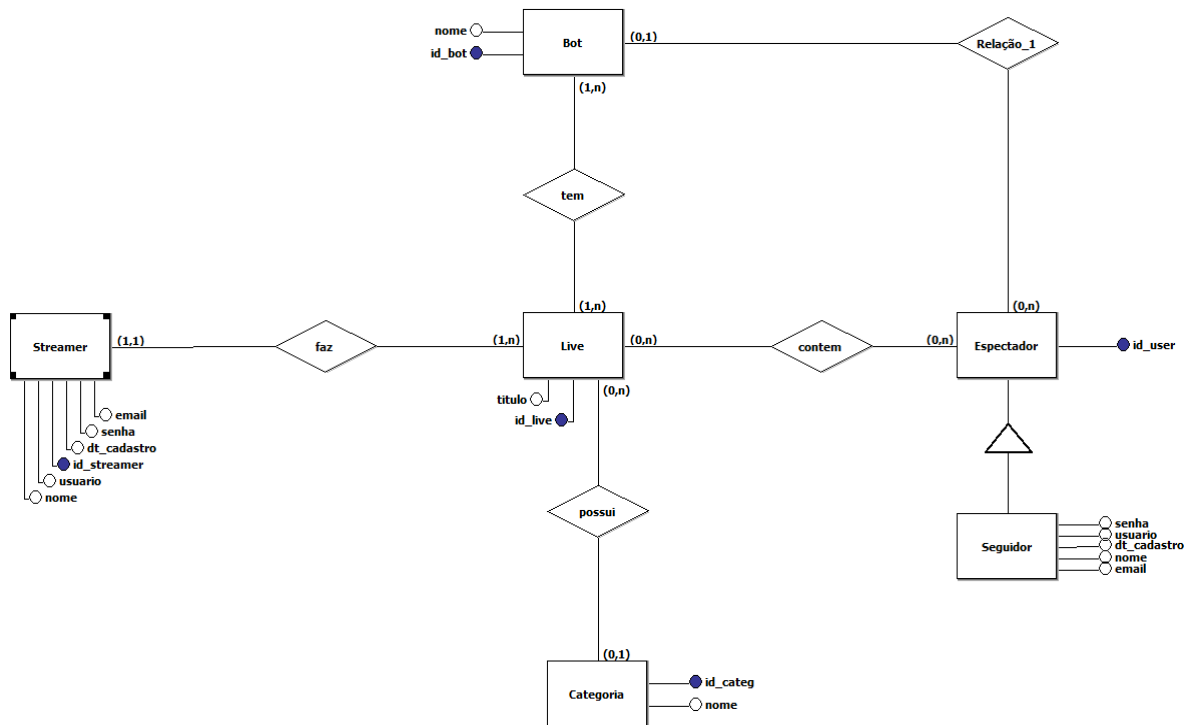 nome
Bot
(0,1)
Relação_1
id_bot
(1,n)
tem
(1,n)
(0,n)
Streamer
(1,1)
faz
(1,n)
Live
(0,n)
contem
(0,n)
Espectador
id_user
titulo
(0,n)
id_live
email
senha
dt_cadastro
id_streamer
usuario
nome
possui
Seguidor
senha
usuario
dt_cadastro
nome
email
(0,1)
Categoria
id_categ
nome